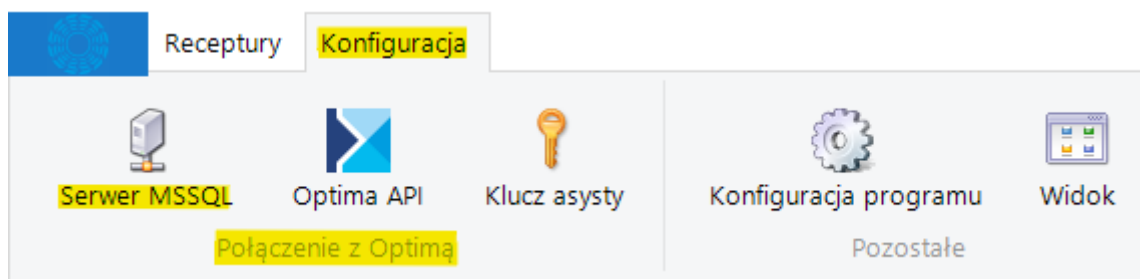 Receptury Konfiguracja
Serwer MSSQL Optima API Klucz asysty Konfiguracja programu Widok
Połączenie z Optimą Pozostałe